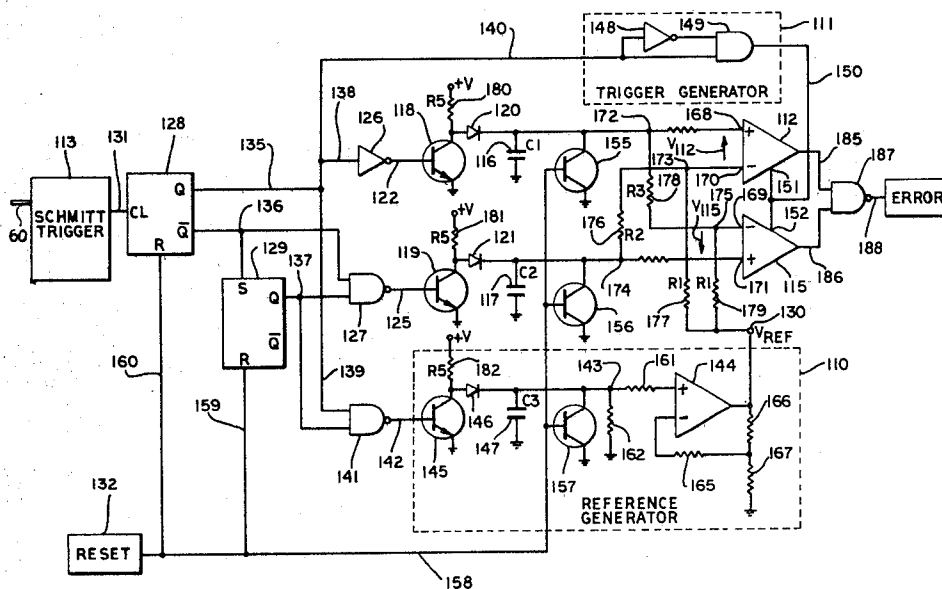 148
149
111
140
150
TRIGGER GENERATOR
+V
R5
180
138
126
118
120
172
168
112
113
131
128
135
116
C1
155
173
V112
185
187
122
170
151
178
175
169
SCHMITT TRIGGER
CL
Q
Q
R
136
+V
R3
V115
152
ERROR
60
129
181
R5
121
176
R2
188
137
119
C2
115
186
S
Q
Q
R
117
174
171
R1
R1
127
125
156
177
179
130
+V
VREF
160
139
R5
182
143
161
144
110
146
C3
147
166
159
141
142
145
157
162
165
167
132
REFERENCE GENERATOR
RESET
158